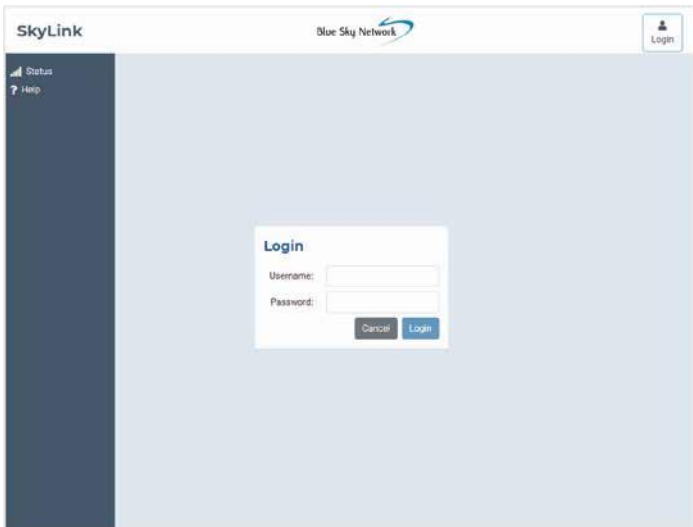 SkyLink
Blue Sky Network
Login
Status
? Help
Login
Username:
Password:
Cancel Login